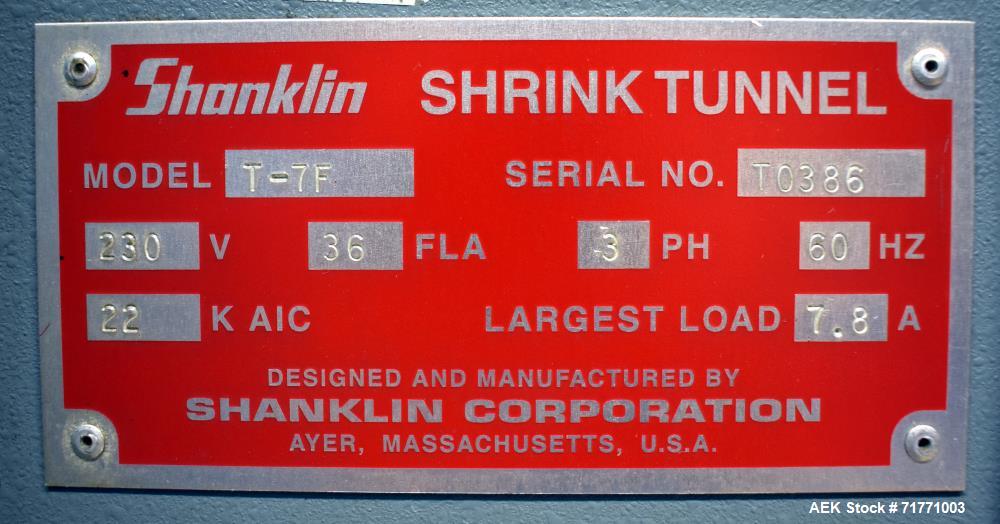 Shanklin SHRINK TUNNEL
MODEL T-7F SERIAL NO. T0386
230 V 36 FLA 3 PH 60 HZ
22 K AIC LARGEST LOAD 7.8 A
DESIGNED AND MANUFACTURED BY
SHANKLIN CORPORATION
AYER, MASSACHUSETTS, U.S.A.
AEK Stock # 71771003